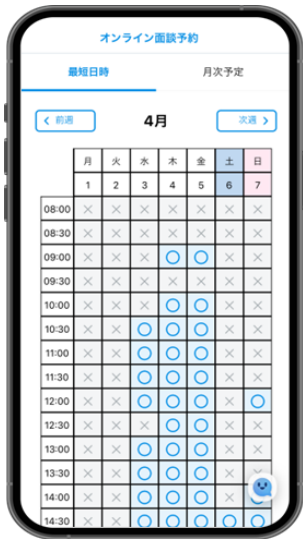 オンライン面談予約
最短日時 月次予定
前週 4月 次週
月 火 水 木 金 土 日
1 2 3 4 5 6 7
08:00 × × × × × × ×
08:30 × × × × × × ×
09:00 × × × ○ ○ × ×
09:30 × × × × × × ×
10:00 × × × ○ ○ × ×
10:30 × × ○ ○ ○ × ×
11:00 × × ○ ○ ○ × ×
11:30 × × ○ ○ ○ × ×
12:00 × × ○ ○ ○ × ○
12:30 × × × ○ ○ × ×
13:00 × × ○ ○ ○ × ×
13:30 × × ○ ○ ○ ×
14:00 × × ○ ○ ○ × ○
14:30 × × ○ ○ ○ ○ ○